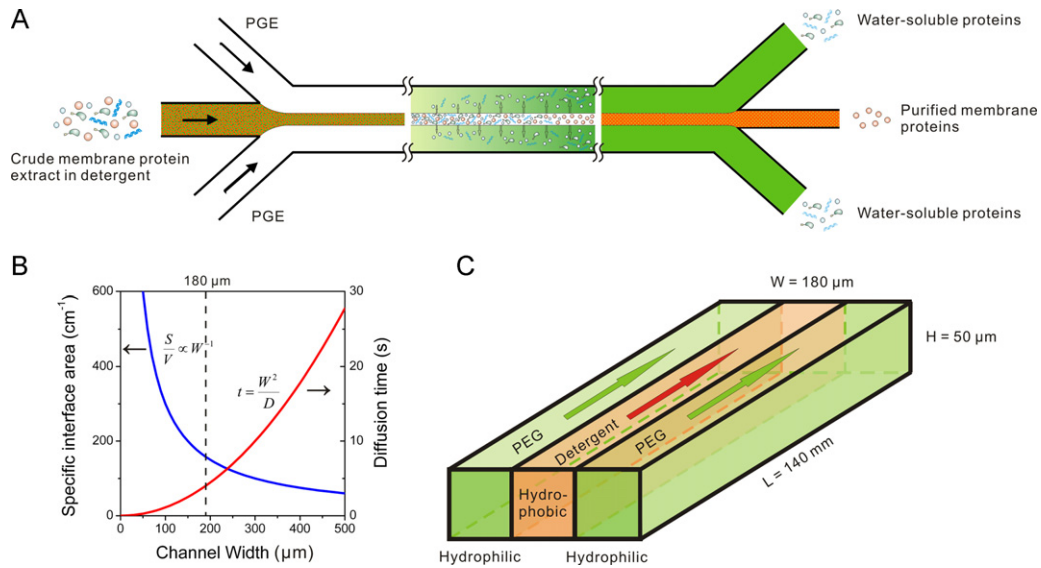 A
PGE
Water-soluble proteins
Crude membrane protein
extract in detergent
Purified membrane
proteins
PGE
Water-soluble proteins
B
180 µm
Specific interface area (cm⁻¹)
600
400
200
0
S/V ∝ W⁻¹
t = W²/D
30
20
10
0
Diffusion time (s)
0 100 200 300 400 500
Channel Width (µm)
C
W = 180 µm
H = 50 µm
L = 140 mm
PEG
Detergent
PEG
Hydro-
phobic
Hydrophilic
Hydrophilic